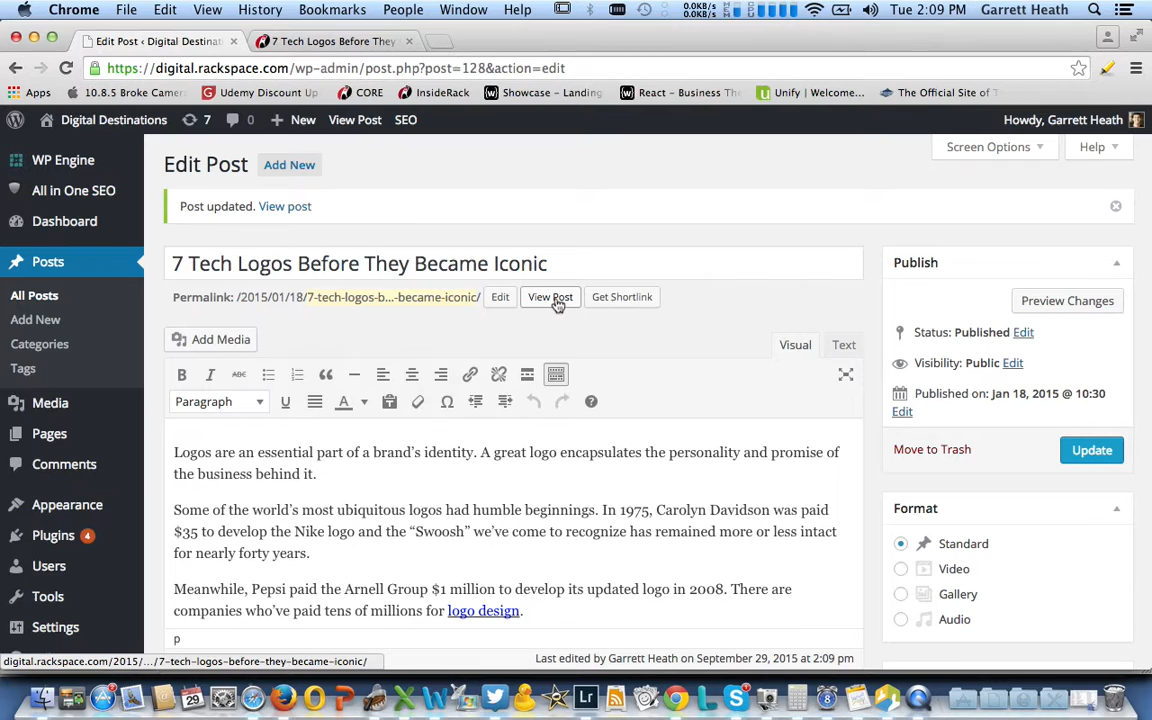 Chrome File Edit View History Bookmarks People Window Help 0.0KB/s 0.0KB/s Tue 2:09 PM Garrett Heath
Edit Post ‹ Digital Destinat × 7 Tech Logos Before They ×
https://digital.rackspace.com/wp-admin/post.php?post=128&action=edit
Apps 10.8.5 Broke Camer Udemy Discount Up CORE InsideRack Showcase – Landing React - Business Th Unify | Welcome... The Official Site of T
Digital Destinations 7 0 New View Post SEO Howdy, Garrett Heath
Screen Options Help
WP Engine
All in One SEO
Dashboard
Posts
All Posts
Add New
Categories
Tags
Media
Pages
Comments
Appearance
Plugins 4
Users
Tools
Settings
Edit Post Add New
Post updated. View post
7 Tech Logos Before They Became Iconic
Permalink: /2015/01/18/7-tech-logos-b...-became-iconic/ Edit View Post Get Shortlink
Add Media Visual Text
B I ABC
Paragraph U A Ω
Logos are an essential part of a brand's identity. A great logo encapsulates the personality and promise of
the business behind it.
Some of the world's most ubiquitous logos had humble beginnings. In 1975, Carolyn Davidson was paid
$35 to develop the Nike logo and the “Swoosh” we've come to recognize has remained more or less intact
for nearly forty years.
Meanwhile, Pepsi paid the Arnell Group $1 million to develop its updated logo in 2008. There are
companies who've paid tens of millions for logo design.
p
Last edited by Garrett Heath on September 29, 2015 at 2:09 pm
Publish
Preview Changes
Status: Published Edit
Visibility: Public Edit
Published on: Jan 18, 2015 @ 10:30
Edit
Move to Trash Update
Format
Standard
Video
Gallery
Audio
digital.rackspace.com/2015/.../7-tech-logos-before-they-became-iconic/